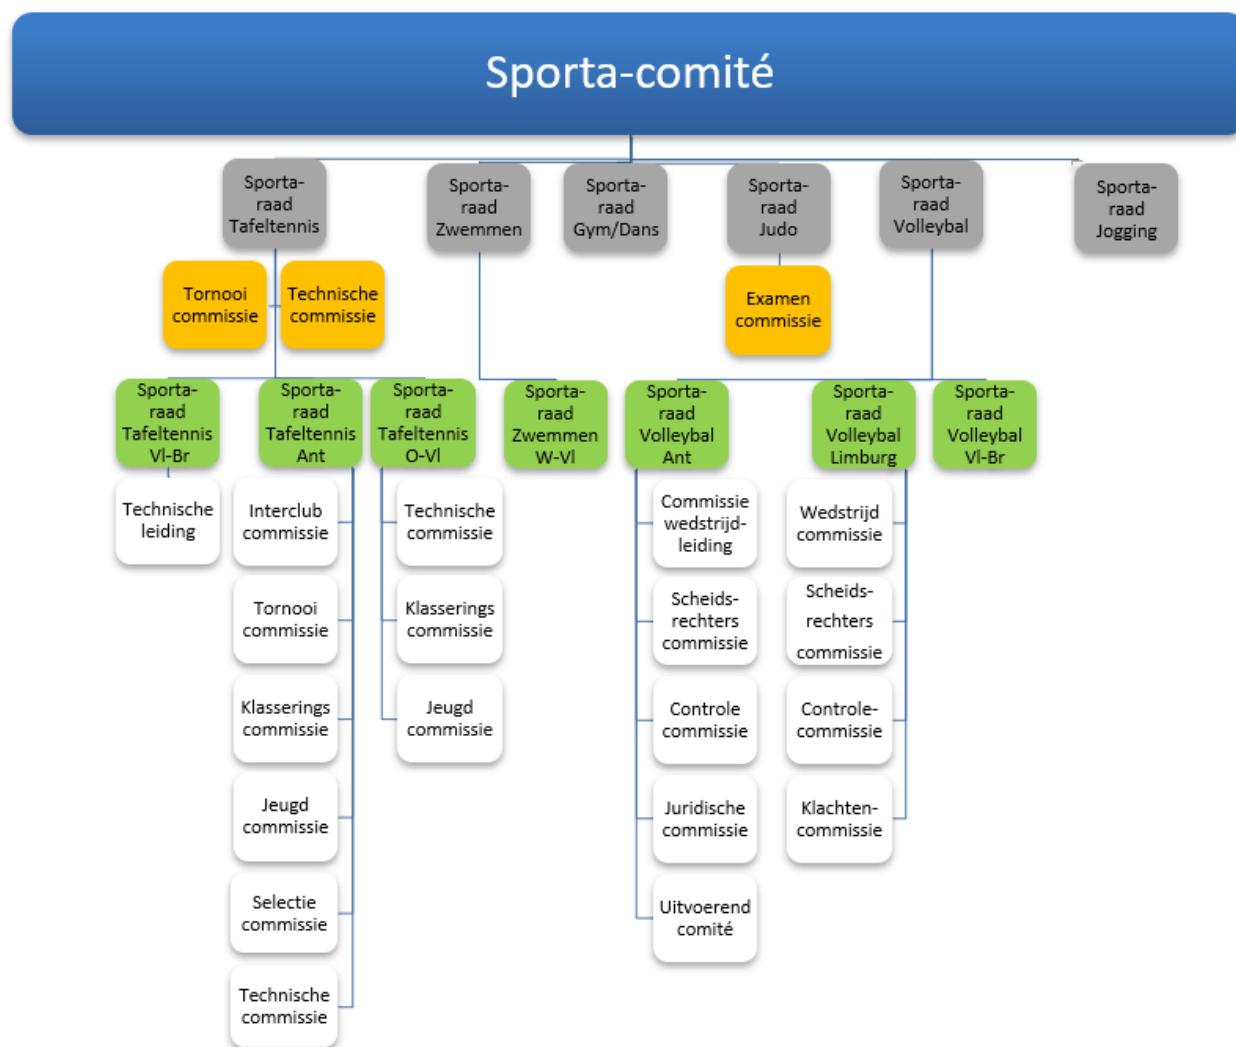 Sporta-comité
Sporta-
raad
Tafeltennis
Sporta-
raad
Zwemmen
Sporta-
raad
Gym/Dans
Sporta-
raad
Judo
Sporta-
raad
Volleybal
Sporta-
raad
Jogging
Tornooi
commissie
Technische
commissie
Examen
commissie
Sporta-
raad
Tafeltennis
Vl-Br
Sporta-
raad
Tafeltennis
Ant
Sporta-
raad
Tafeltennis
O-Vl
Sporta-
raad
Zwemmen
W-Vl
Sporta-
raad
Volleybal
Ant
Sporta-
raad
Volleybal
Limburg
Sporta-
raad
Volleybal
Vl-Br
Technische
leiding
Interclub
commissie
Tornooi
commissie
Klasserings
commissie
Jeugd
commissie
Selectie
commissie
Technische
commissie
Technische
commissie
Klasserings
commissie
Jeugd
commissie
Commissie
wedstrijd-
leiding
Scheids-
rechters
commissie
Controle
commissie
Juridische
commissie
Uitvoerend
comité
Wedstrijd
commissie
Scheids-
rechters
commissie
Controle-
commissie
Klachten-
commissie